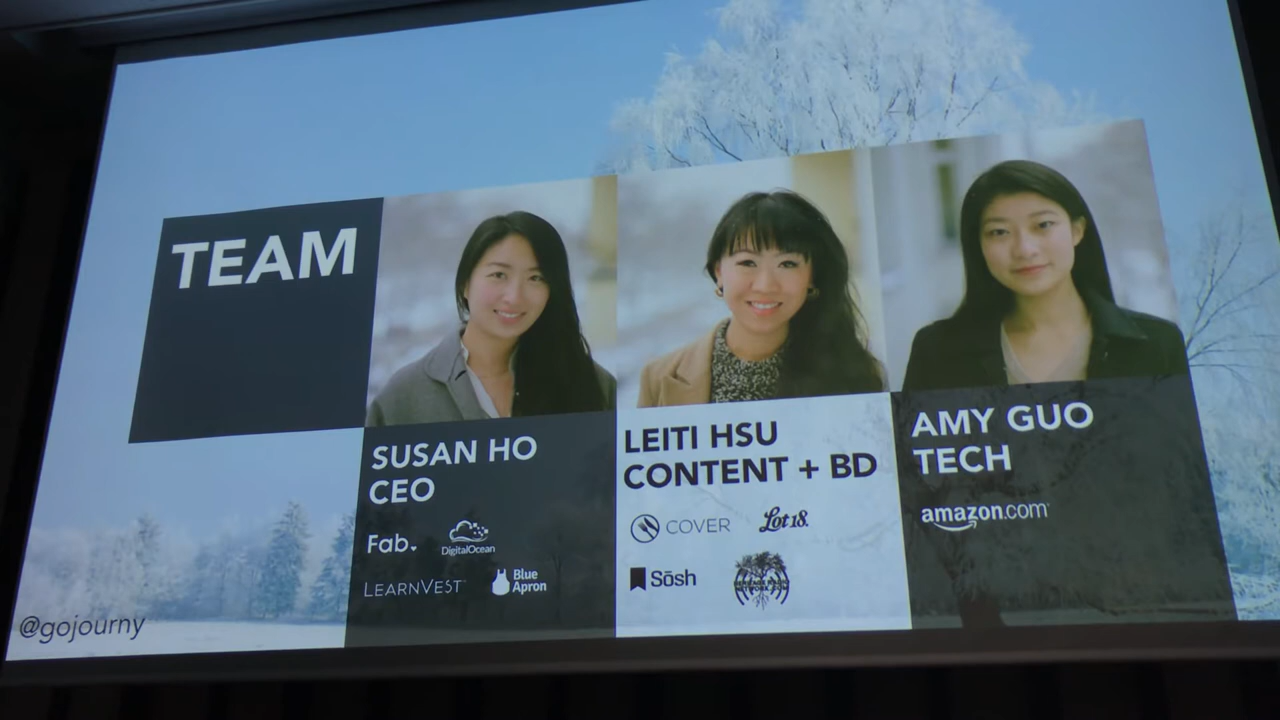 TEAM
SUSAN HO
CEO
Fab.
DigitalOcean
LEARNVEST
Blue
Apron
LEITI HSU
CONTENT + BD
COVER
Lot18
Sōsh
AMY GUO
TECH
amazon.com
@gojourny